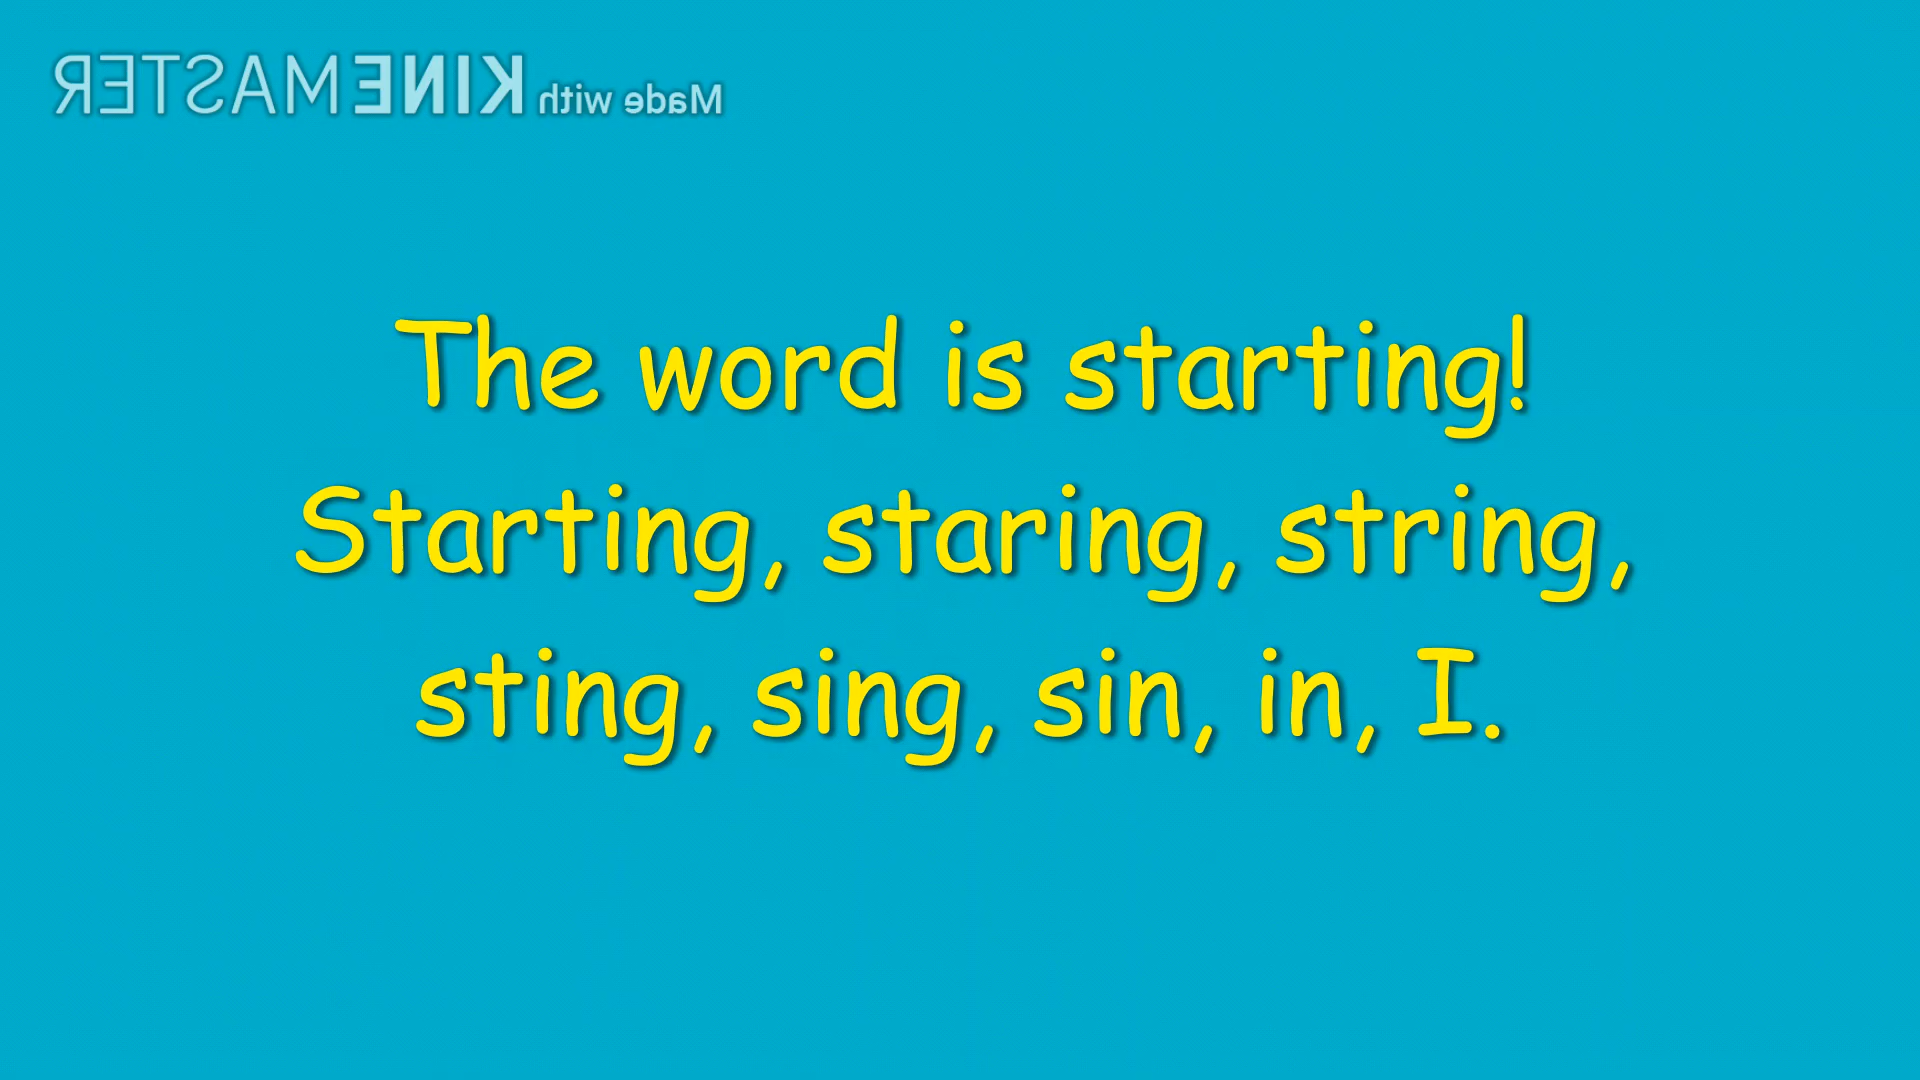 Made with KINEMASTER
The word is starting!
Starting, staring, string,
sting, sing, sin, in, I.